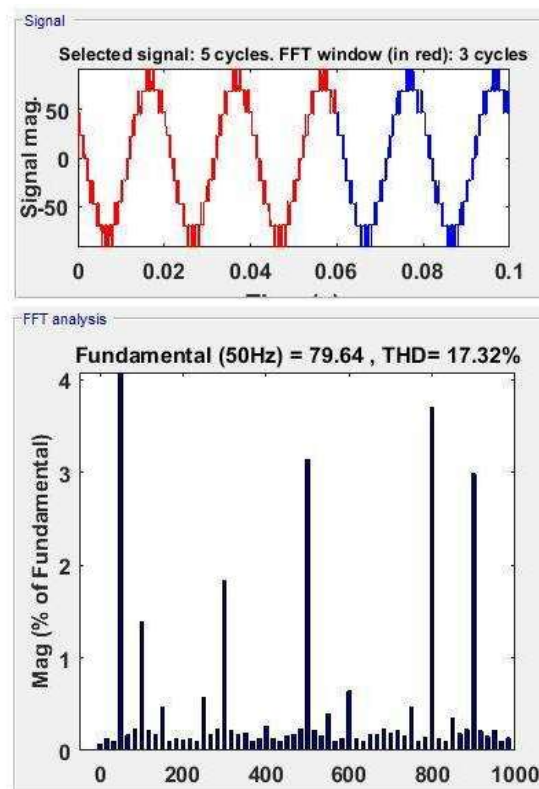 Signal
Selected signal: 5 cycles. FFT window (in red): 3 cycles
50
0
-50
Signal mag.
0 0.02 0.04 0.06 0.08 0.1
FFT analysis
Fundamental (50Hz) = 79.64 , THD= 17.32%
4
3
2
1
0
Mag (% of Fundamental)
0 200 400 600 800 1000